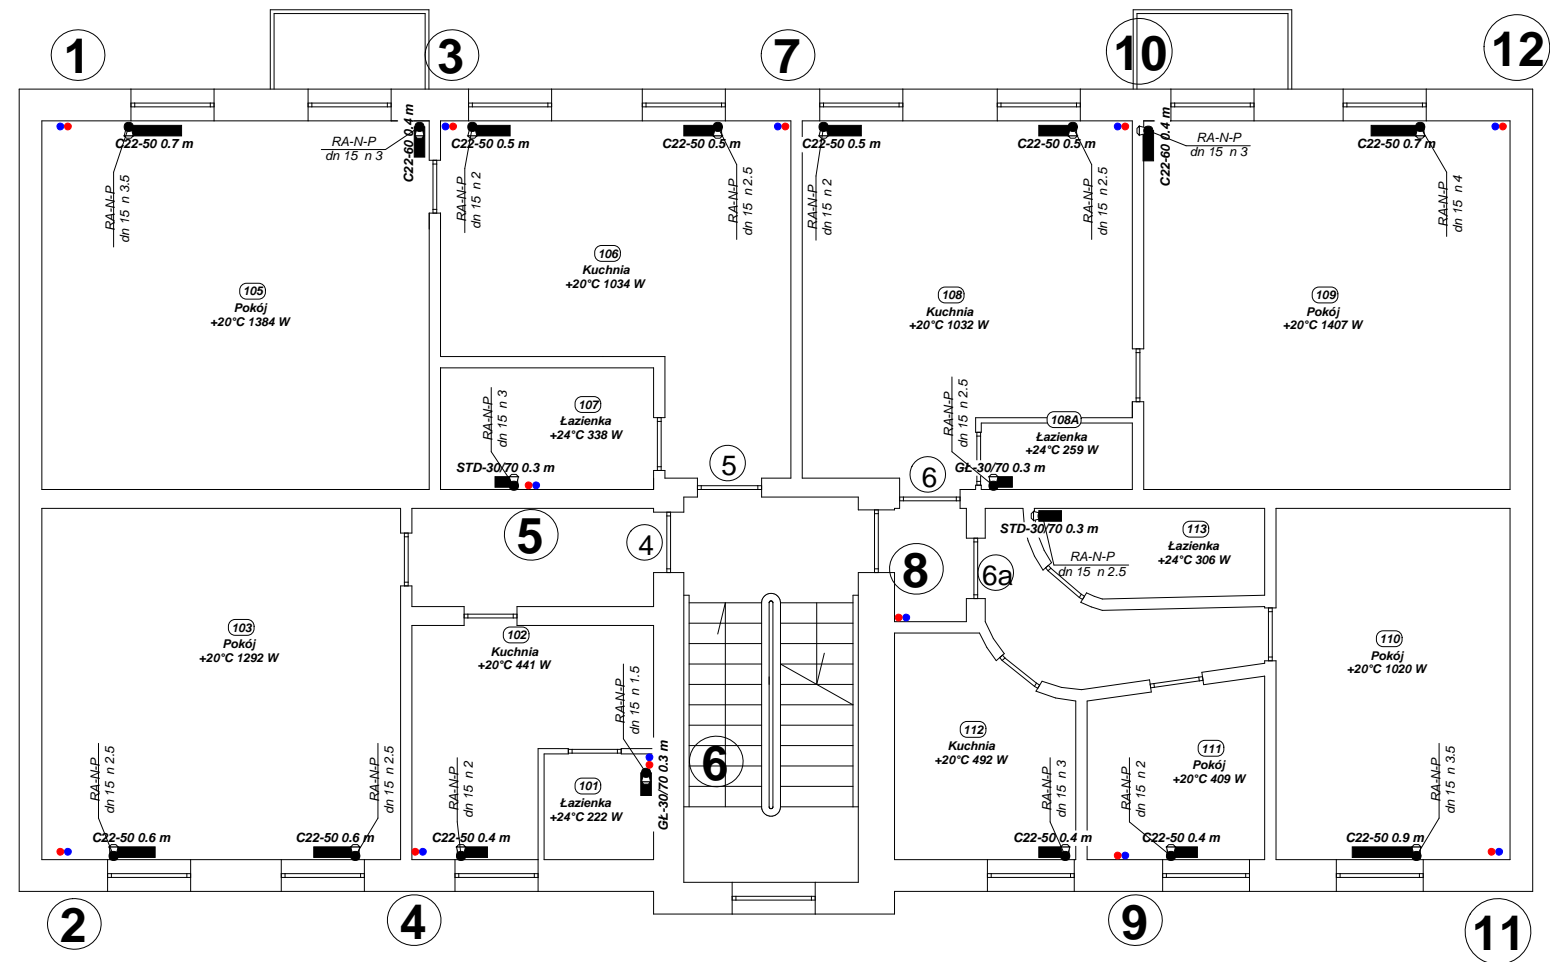 1
3
7
10
12
C22-50 0.7 m
RA-N-P
dn 15 n 3.5
C22-60 0.4 m
RA-N-P
dn 15 n 3
C22-50 0.5 m
RA-N-P
dn 15 n 2
C22-50 0.5 m
RA-N-P
dn 15 n 2.5
C22-50 0.5 m
RA-N-P
dn 15 n 2
C22-50 0.5 m
RA-N-P
dn 15 n 2.5
C22-60 0.4 m
RA-N-P
dn 15 n 3
C22-50 0.7 m
RA-N-P
dn 15 n 4
105
Pokój
+20°C 1384 W
106
Kuchnia
+20°C 1034 W
108
Kuchnia
+20°C 1032 W
109
Pokój
+20°C 1407 W
RA-N-P
dn 15 n 3
107
Łazienka
+24°C 338 W
STD-30/70 0.3 m
5
RA-N-P
dn 15 n 2.5
108A
Łazienka
+24°C 259 W
GŁ-30/70 0.3 m
6
5
4
8
6a
STD-30/70 0.3 m
RA-N-P
dn 15 n 2.5
113
Łazienka
+24°C 306 W
103
Pokój
+20°C 1292 W
102
Kuchnia
+20°C 441 W
RA-N-P
dn 15 n 1.5
GŁ-30/70 0.3 m
101
Łazienka
+24°C 222 W
6
112
Kuchnia
+20°C 492 W
111
Pokój
+20°C 409 W
110
Pokój
+20°C 1020 W
RA-N-P
dn 15 n 2.5
C22-50 0.6 m
RA-N-P
dn 15 n 2.5
C22-50 0.6 m
RA-N-P
dn 15 n 2
C22-50 0.4 m
RA-N-P
dn 15 n 3
C22-50 0.4 m
RA-N-P
dn 15 n 2
C22-50 0.4 m
RA-N-P
dn 15 n 3.5
C22-50 0.9 m
2
4
9
11